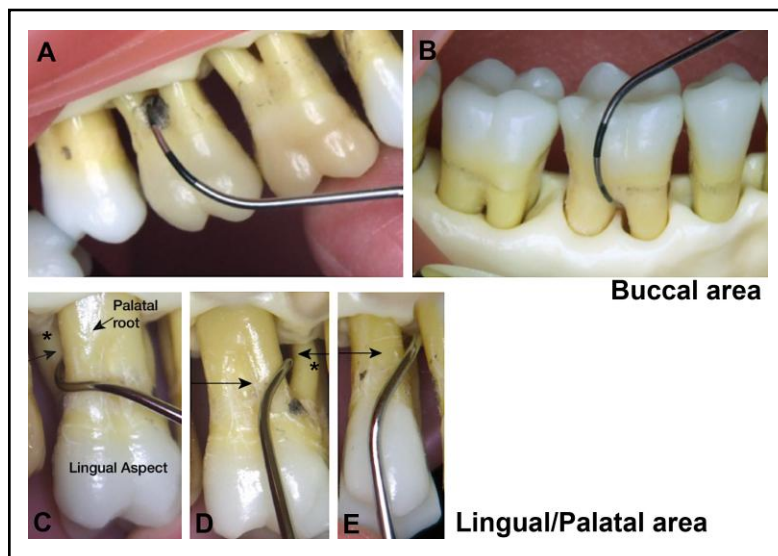 A
B
Buccal area
Palatal
root
*
*
Lingual Aspect
C
D
E
Lingual/Palatal area